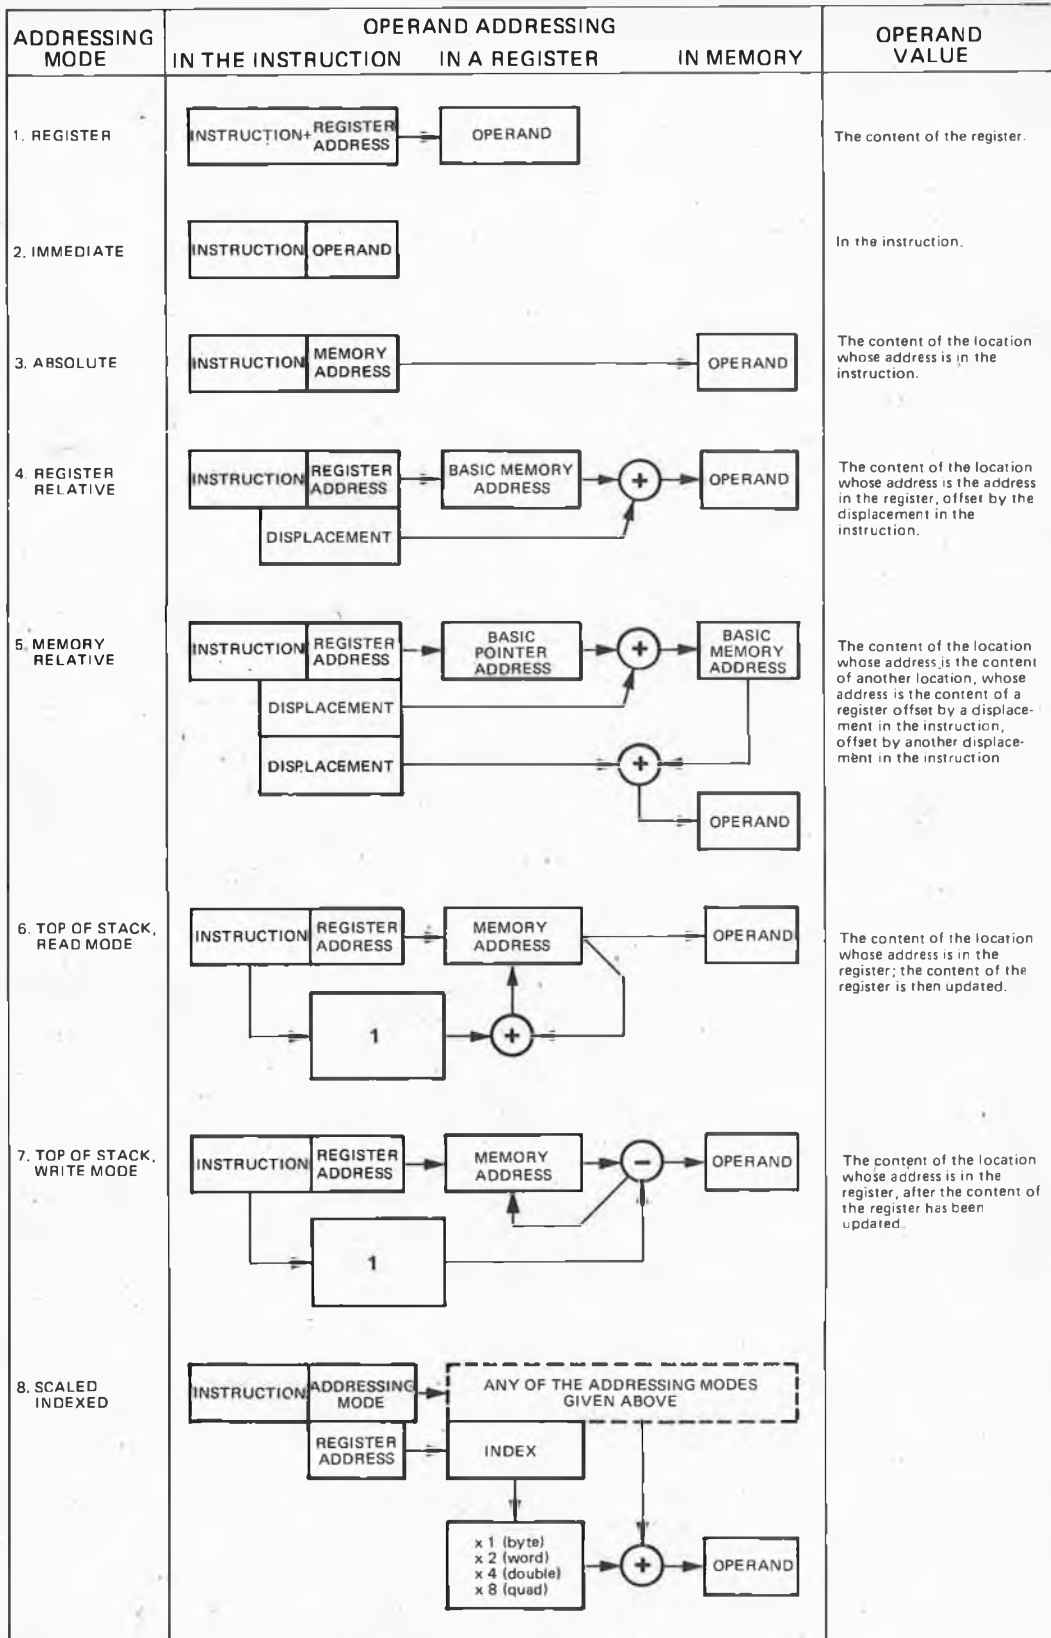 ADDRESSING
MODE
OPERAND ADDRESSING
IN THE INSTRUCTION
IN A REGISTER
IN MEMORY
OPERAND
VALUE
1. REGISTER
INSTRUCTION+
REGISTER
ADDRESS
OPERAND
The content of the register.
2. IMMEDIATE
INSTRUCTION
OPERAND
In the instruction.
3. ABSOLUTE
INSTRUCTION
MEMORY
ADDRESS
OPERAND
The content of the location
whose address is in the
instruction.
4. REGISTER
RELATIVE
INSTRUCTION
REGISTER
ADDRESS
BASIC MEMORY
ADDRESS
+
OPERAND
DISPLACEMENT
The content of the location
whose address is the address
in the register, offset by the
displacement in the
instruction.
5. MEMORY
RELATIVE
INSTRUCTION
REGISTER
ADDRESS
BASIC
POINTER
ADDRESS
+
BASIC
MEMORY
ADDRESS
DISPLACEMENT
DISPLACEMENT
+
OPERAND
The content of the location
whose address is the content
of another location, whose
address is the content of a
register offset by a displace-
ment in the instruction,
offset by another displace-
ment in the instruction
6. TOP OF STACK,
READ MODE
INSTRUCTION
REGISTER
ADDRESS
MEMORY
ADDRESS
OPERAND
1
+
The content of the location
whose address is in the
register; the content of the
register is then updated.
7. TOP OF STACK,
WRITE MODE
INSTRUCTION
REGISTER
ADDRESS
MEMORY
ADDRESS
−
OPERAND
1
The content of the location
whose address is in the
register, after the content of
the register has been
updated.
8. SCALED
INDEXED
INSTRUCTION
ADDRESSING
MODE
ANY OF THE ADDRESSING MODES
GIVEN ABOVE
REGISTER
ADDRESS
INDEX
x 1 (byte)
x 2 (word)
x 4 (double)
x 8 (quad)
+
OPERAND